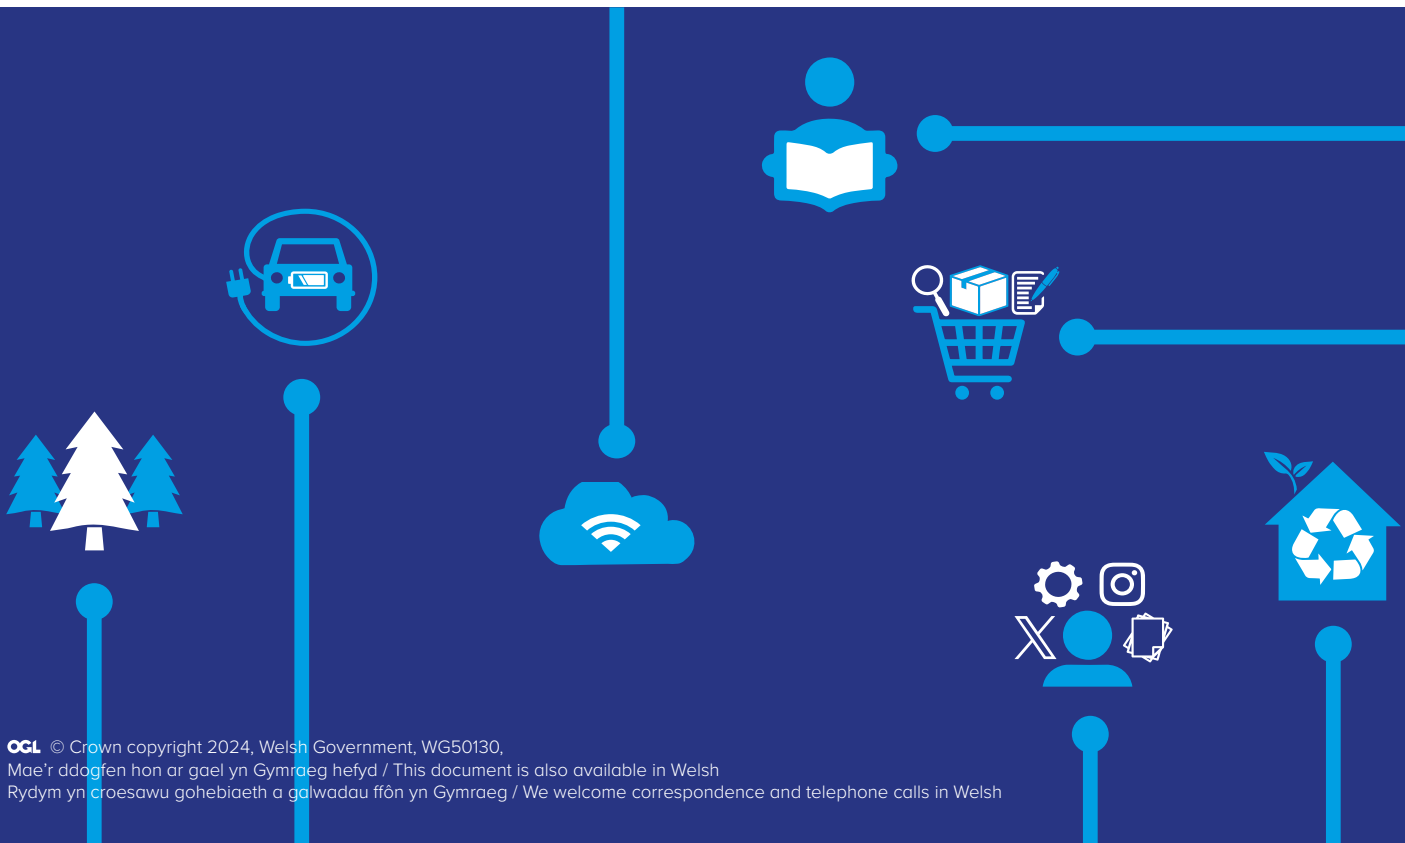 OGL © Crown copyright 2024, Welsh Government, WG50130,
Mae’r ddogfen hon ar gael yn Gymraeg hefyd / This document is also available in Welsh
Rydym yn croesawu gohebiaeth a galwadau ffôn yn Gymraeg / We welcome correspondence and telephone calls in Welsh